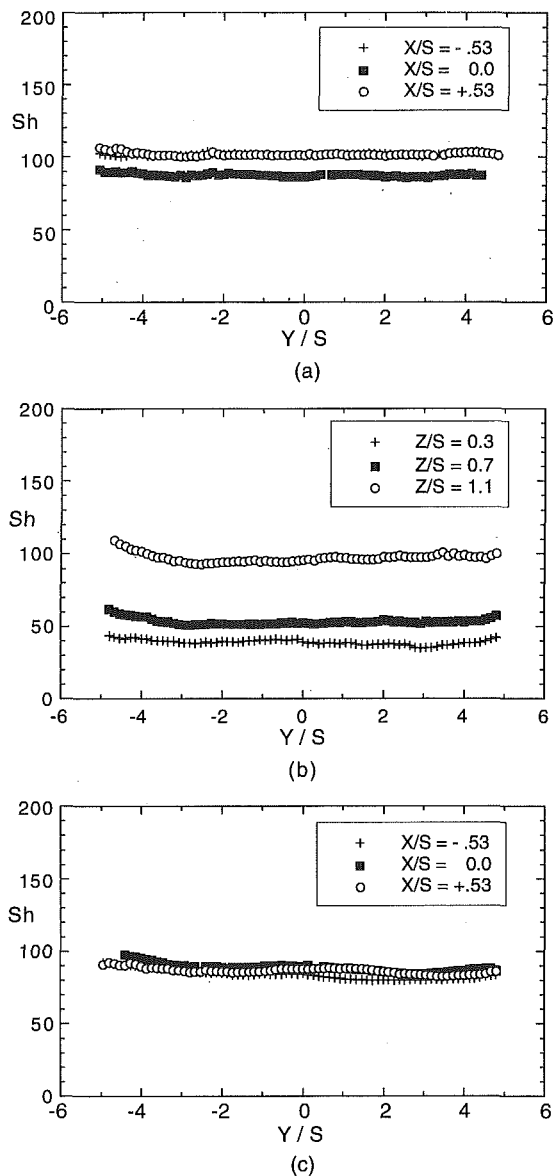 200
+ X/S = - .53
■ X/S = 0.0
150
○ X/S = +.53
Sh
100
50
0
-6 -4 -2 0 2 4 6
Y / S
(a)
200
+ Z/S = 0.3
■ Z/S = 0.7
150
○ Z/S = 1.1
Sh
100
50
0
-6 -4 -2 0 2 4 6
Y / S
(b)
200
+ X/S = - .53
■ X/S = 0.0
150
○ X/S = +.53
Sh
100
50
0
-6 -4 -2 0 2 4 6
Y / S
(c)